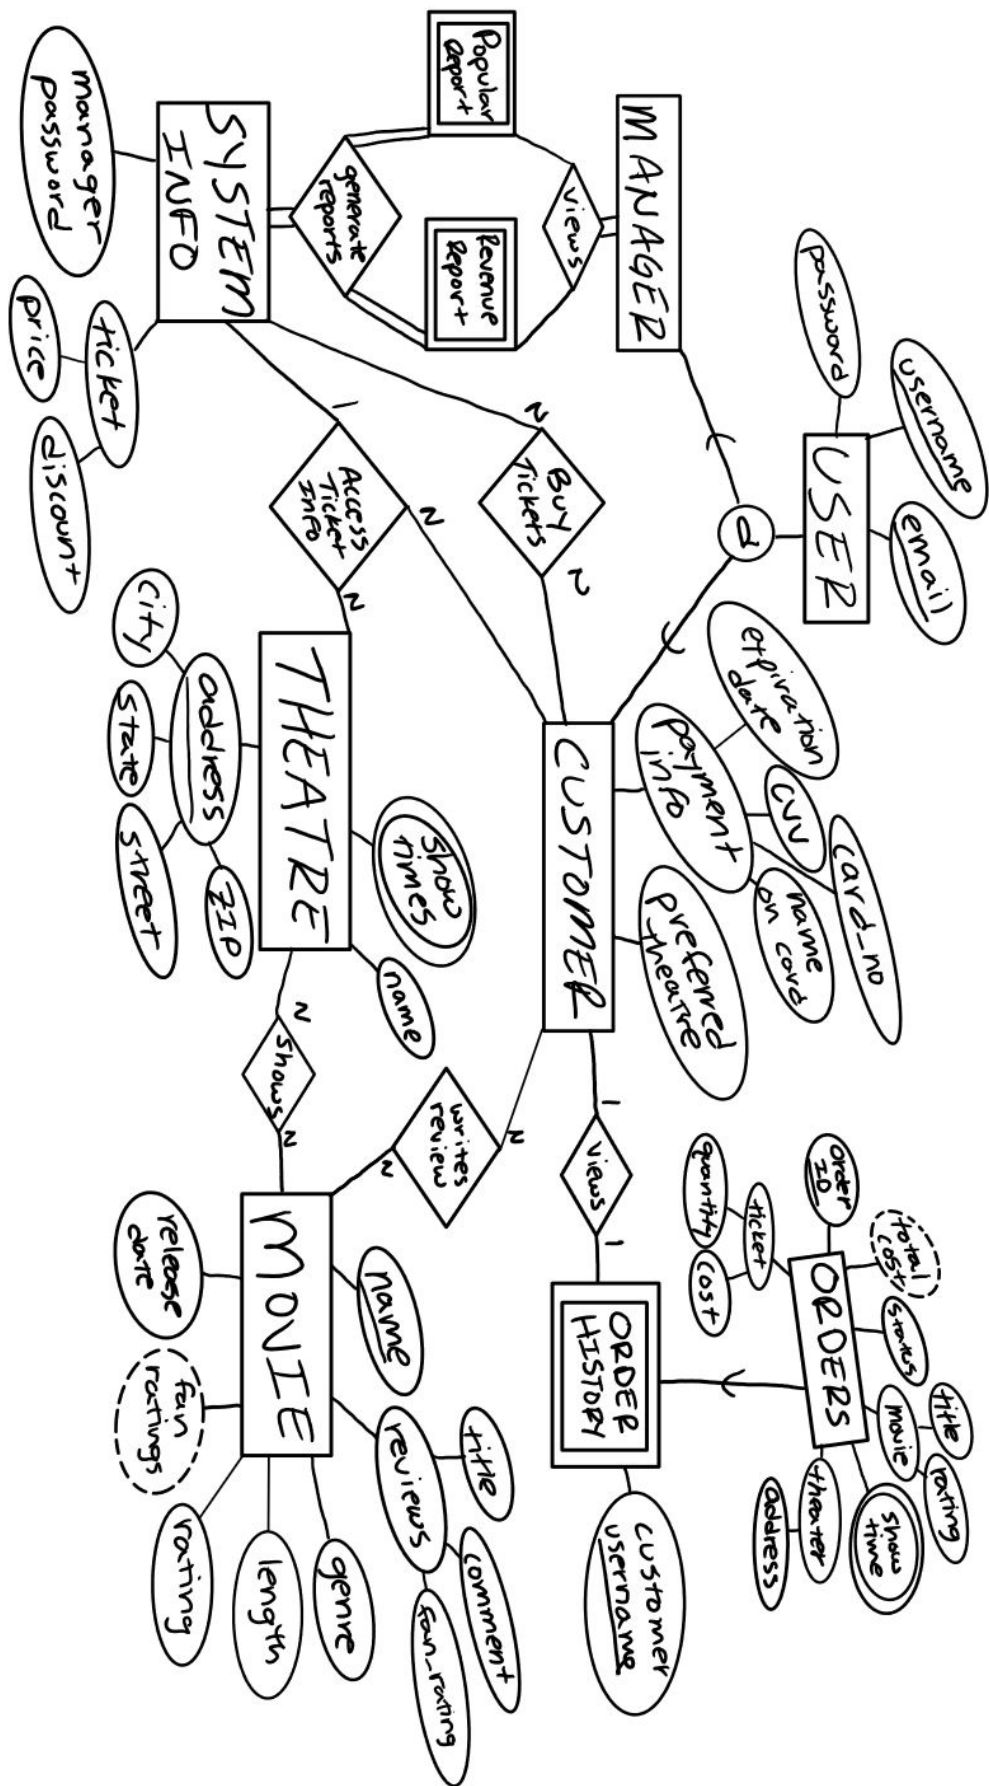 password
username
email
USER
d
MANAGER
views
Popular
Report
Revenue
Report
generate
reports
SYSTEM
INFO
manager
password
ticket
price
discount
N
Buy
Tickets
N
1
Access
Ticket
Info
N
N
expiration
date
payment
info
CVV
name
on card
card_no
preferred
theatre
CUSTOMER
THEATRE
show
times
name
address
city
state
street
ZIP
N
shows
N
N
writes
review
N
1
views
1
order
ID
total
cost
status
ticket
quantity
cost
ORDERS
movie
title
rating
show
time
theater
address
ORDER
HISTORY
customer
username
MOVIE
name
reviews
title
comment
fan_rating
release
date
fan
ratings
rating
length
genre